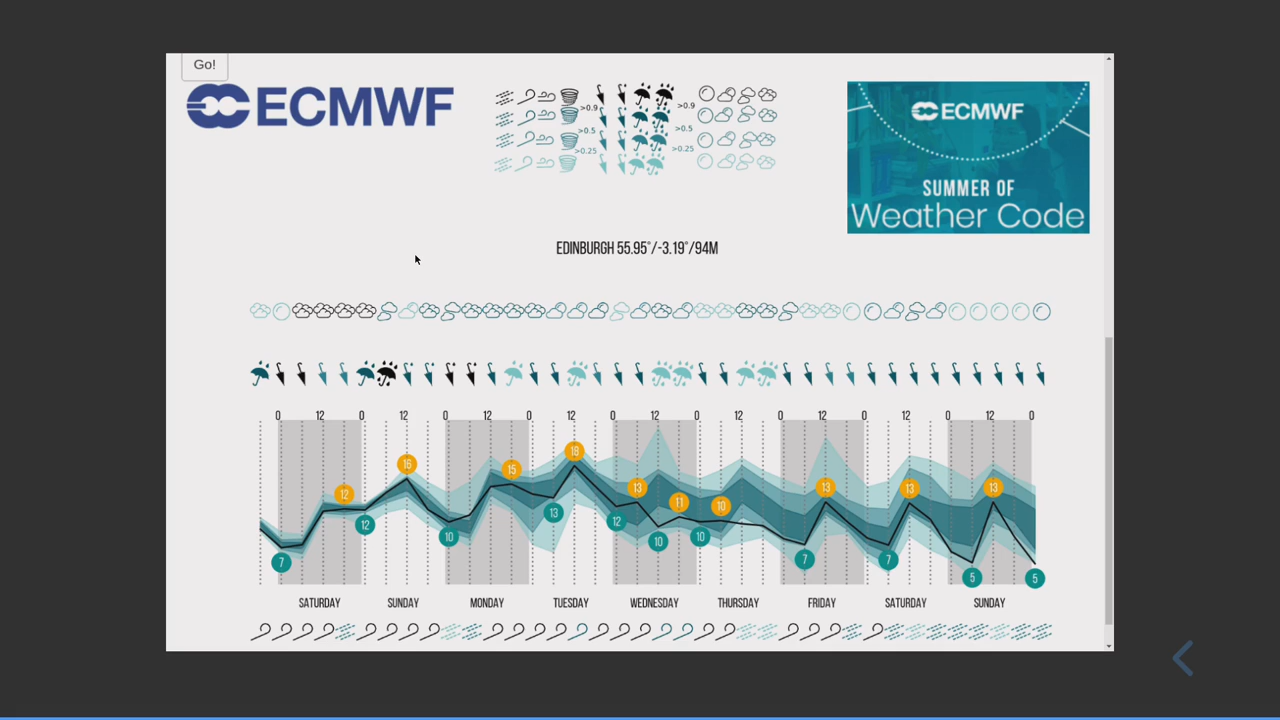 Go!
ECMWF
>0.9
>0.5
>0.25
>0.9
>0.5
>0.25
ECMWF
SUMMER OF
Weather Code
EDINBURGH 55.95°/-3.19°/94M
0 12 0 12 0 12 0 12 0 12 0 12 0 12 0 12 0 12 0
18
16
15
12
13 13 13 13
11
10
12
13
12
10 10 10
7 7 7
5 5
SATURDAY SUNDAY MONDAY TUESDAY WEDNESDAY THURSDAY FRIDAY SATURDAY SUNDAY